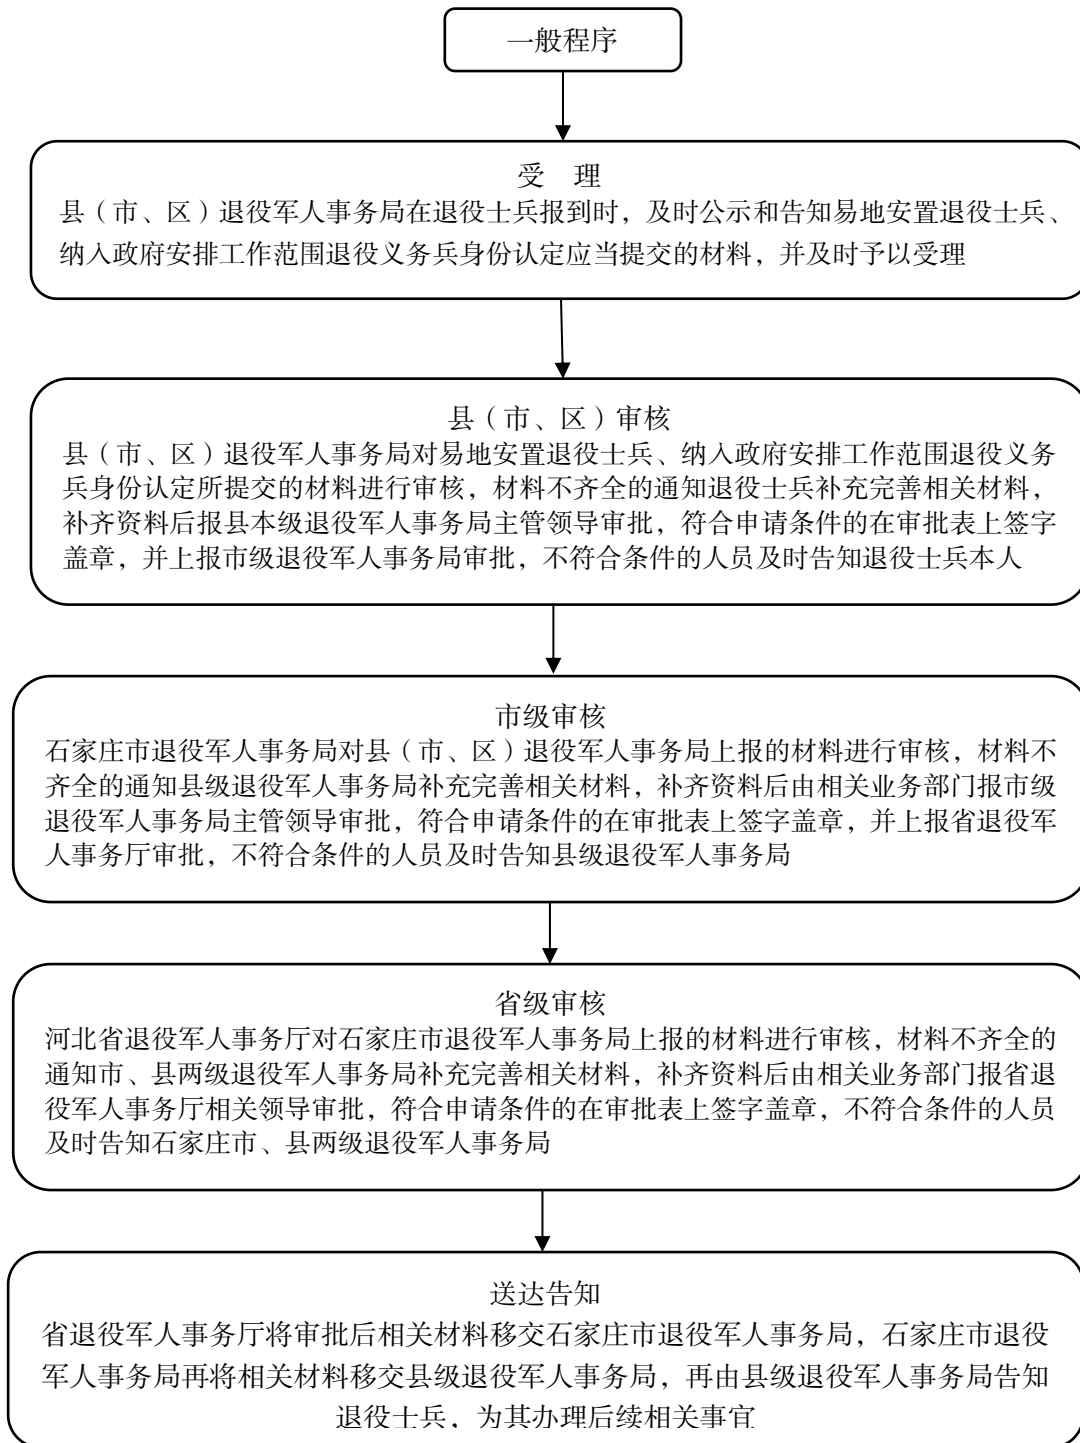 一般程序
受 理
县（市、区）退役军人事务局在退役士兵报到时，及时公示和告知易地安置退役士兵、
纳入政府安排工作范围退役义务兵身份认定应当提交的材料，并及时予以受理
县（市、区）审核
县（市、区）退役军人事务局对易地安置退役士兵、纳入政府安排工作范围退役义务
兵身份认定所提交的材料进行审核，材料不齐全的通知退役士兵补充完善相关材料，
补齐资料后报县本级退役军人事务局主管领导审批，符合申请条件的在审批表上签字
盖章，并上报市级退役军人事务局审批，不符合条件的人员及时告知退役士兵本人
市级审核
石家庄市退役军人事务局对县（市、区）退役军人事务局上报的材料进行审核，材料不
齐全的通知县级退役军人事务局补充完善相关材料，补齐资料后由相关业务部门报市级
退役军人事务局主管领导审批，符合申请条件的在审批表上签字盖章，并上报省退役军
人事务厅审批，不符合条件的人员及时告知县级退役军人事务局
省级审核
河北省退役军人事务厅对石家庄市退役军人事务局上报的材料进行审核，材料不齐全的
通知市、县两级退役军人事务局补充完善相关材料，补齐资料后由相关业务部门报省退
役军人事务厅相关领导审批，符合申请条件的在审批表上签字盖章，不符合条件的人员
及时告知石家庄市、县两级退役军人事务局
送达告知
省退役军人事务厅将审批后相关材料移交石家庄市退役军人事务局，石家庄市退役
军人事务局再将相关材料移交县级退役军人事务局，再由县级退役军人事务局告知
退役士兵，为其办理后续相关事宜